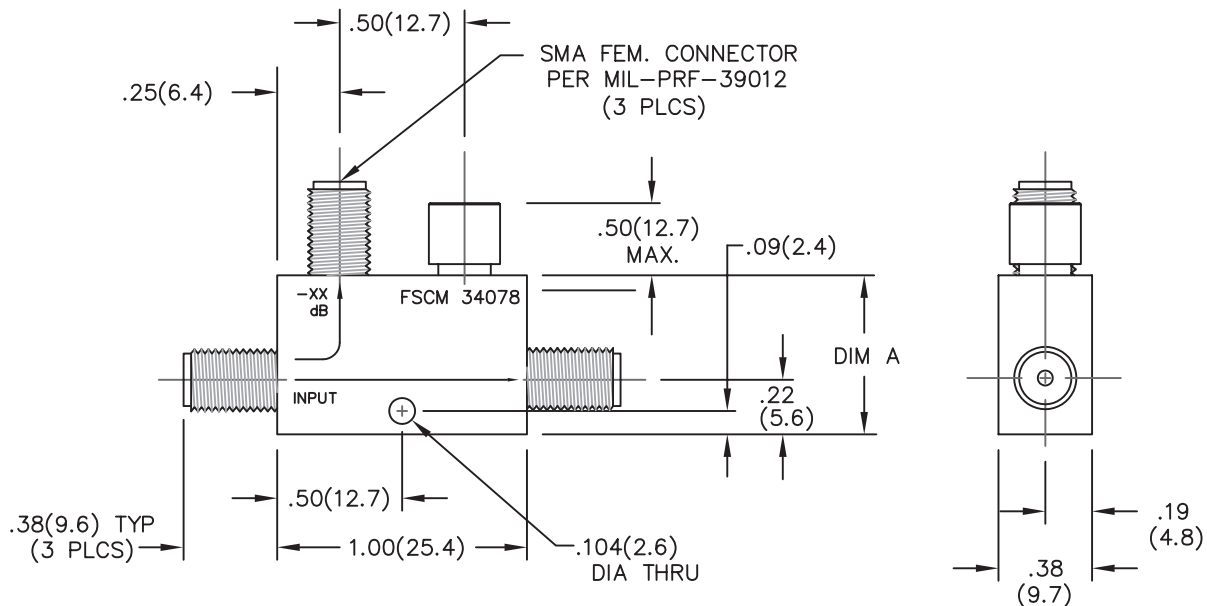 .50(12.7)
SMA FEM. CONNECTOR
PER MIL-PRF-39012
(3 PLCS)
.25(6.4)
.50(12.7)
MAX.
.09(2.4)
-XX
dB
FSCM 34078
DIM A
INPUT
.22
(5.6)
.50(12.7)
.38(9.6) TYP
(3 PLCS)
1.00(25.4)
.104(2.6)
DIA THRU
.19
(4.8)
.38
(9.7)